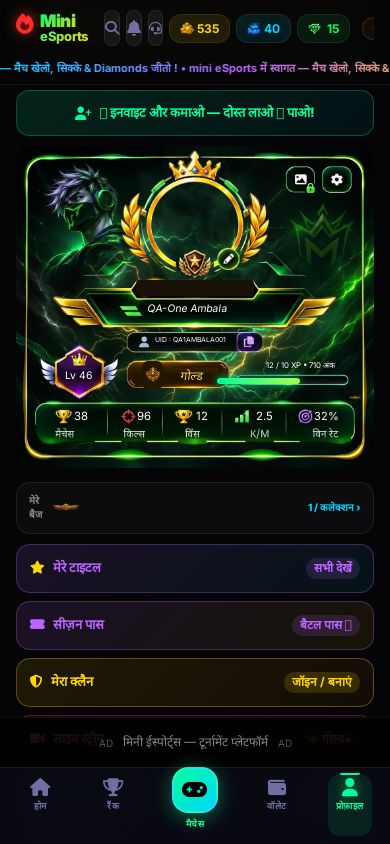 Mini
eSports
535
40
15
— मैच खेलो, सिक्के & Diamonds जीतो ! • mini eSports में स्वागत — मैच खेलो, सिक्के &
इनवाइट और कमाओ — दोस्त लाओ पाओ!
QA-One Ambala
UID : QA1AMBALA001
Lv 46
गोल्ड
12 / 10 XP • 710 अंक
38 96 12 2.5 32%
मैचेस किल्स विंस K/M विन रेट
मेरे
बैज
1 / कलेक्शन ›
मेरे टाइटल सभी देखें
सीज़न पास बैटल पास
मेरा क्लैन जॉइन / बनाएं
लाइव स्ट्रीम गोल्ड+
AD मिनी ईस्पोर्ट्स — टूर्नामेंट प्लेटफॉर्म AD
होम रैंक मैचेस वॉलेट प्रोफ़ाइल